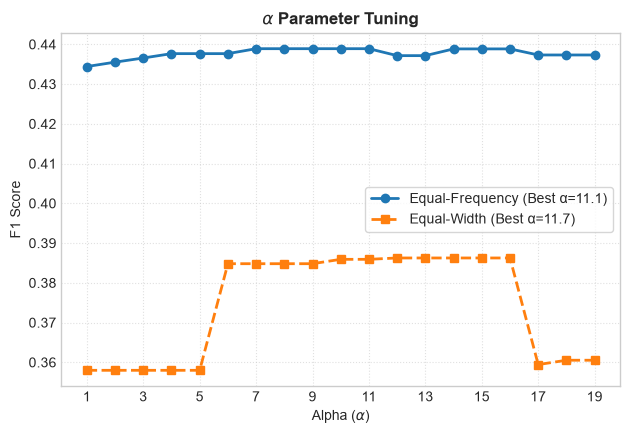 α Parameter Tuning
F1 Score
0.44
0.43
0.42
0.41
0.40
0.39
0.38
0.37
0.36
Equal-Frequency (Best α=11.1)
Equal-Width (Best α=11.7)
1 3 5 7 9 11 13 15 17 19
Alpha (α)